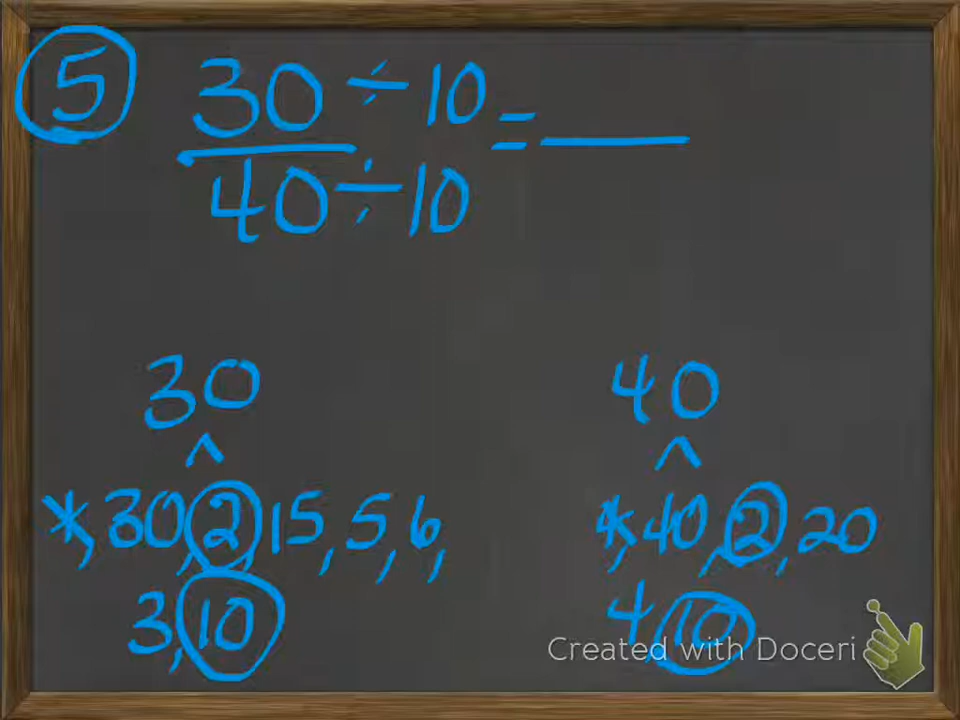 5
30 ÷ 10
40 ÷ 10
= ___
30
40
, 30, 2, 15, 5, 6,
, 40, 2, 20
3, 10
4, 10
Created with Doceri